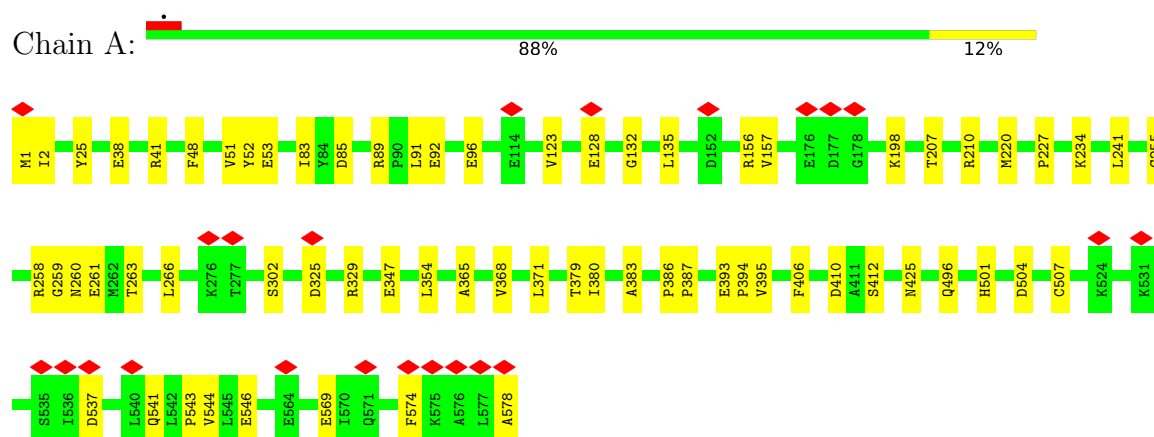 Chain A:
88%
12%
M1 I2 Y25 E38 R41 F48 V51 Y52 E53 I83 Y84 D85 R89 P90 L91 E92 E96 E114 V123 E128 G132 L135 D152 R156 V157 E176 D177 G178 K198 T207 R210 M220 P227 K234 L241
R258 G259 N260 E261 M262 T263 L266 K276 T277 S302 D325 R329 E347 L354 A365 V368 L371 T379 I380 A383 P386 P387 E393 P394 V395 F406 D410 A411 S412 N425 Q496 H501 D504 C507 K524 K531
S535 I536 D537 L540 Q541 L542 P543 V544 L545 E546 E564 E569 I570 Q571 F574 K575 A576 L577 A578